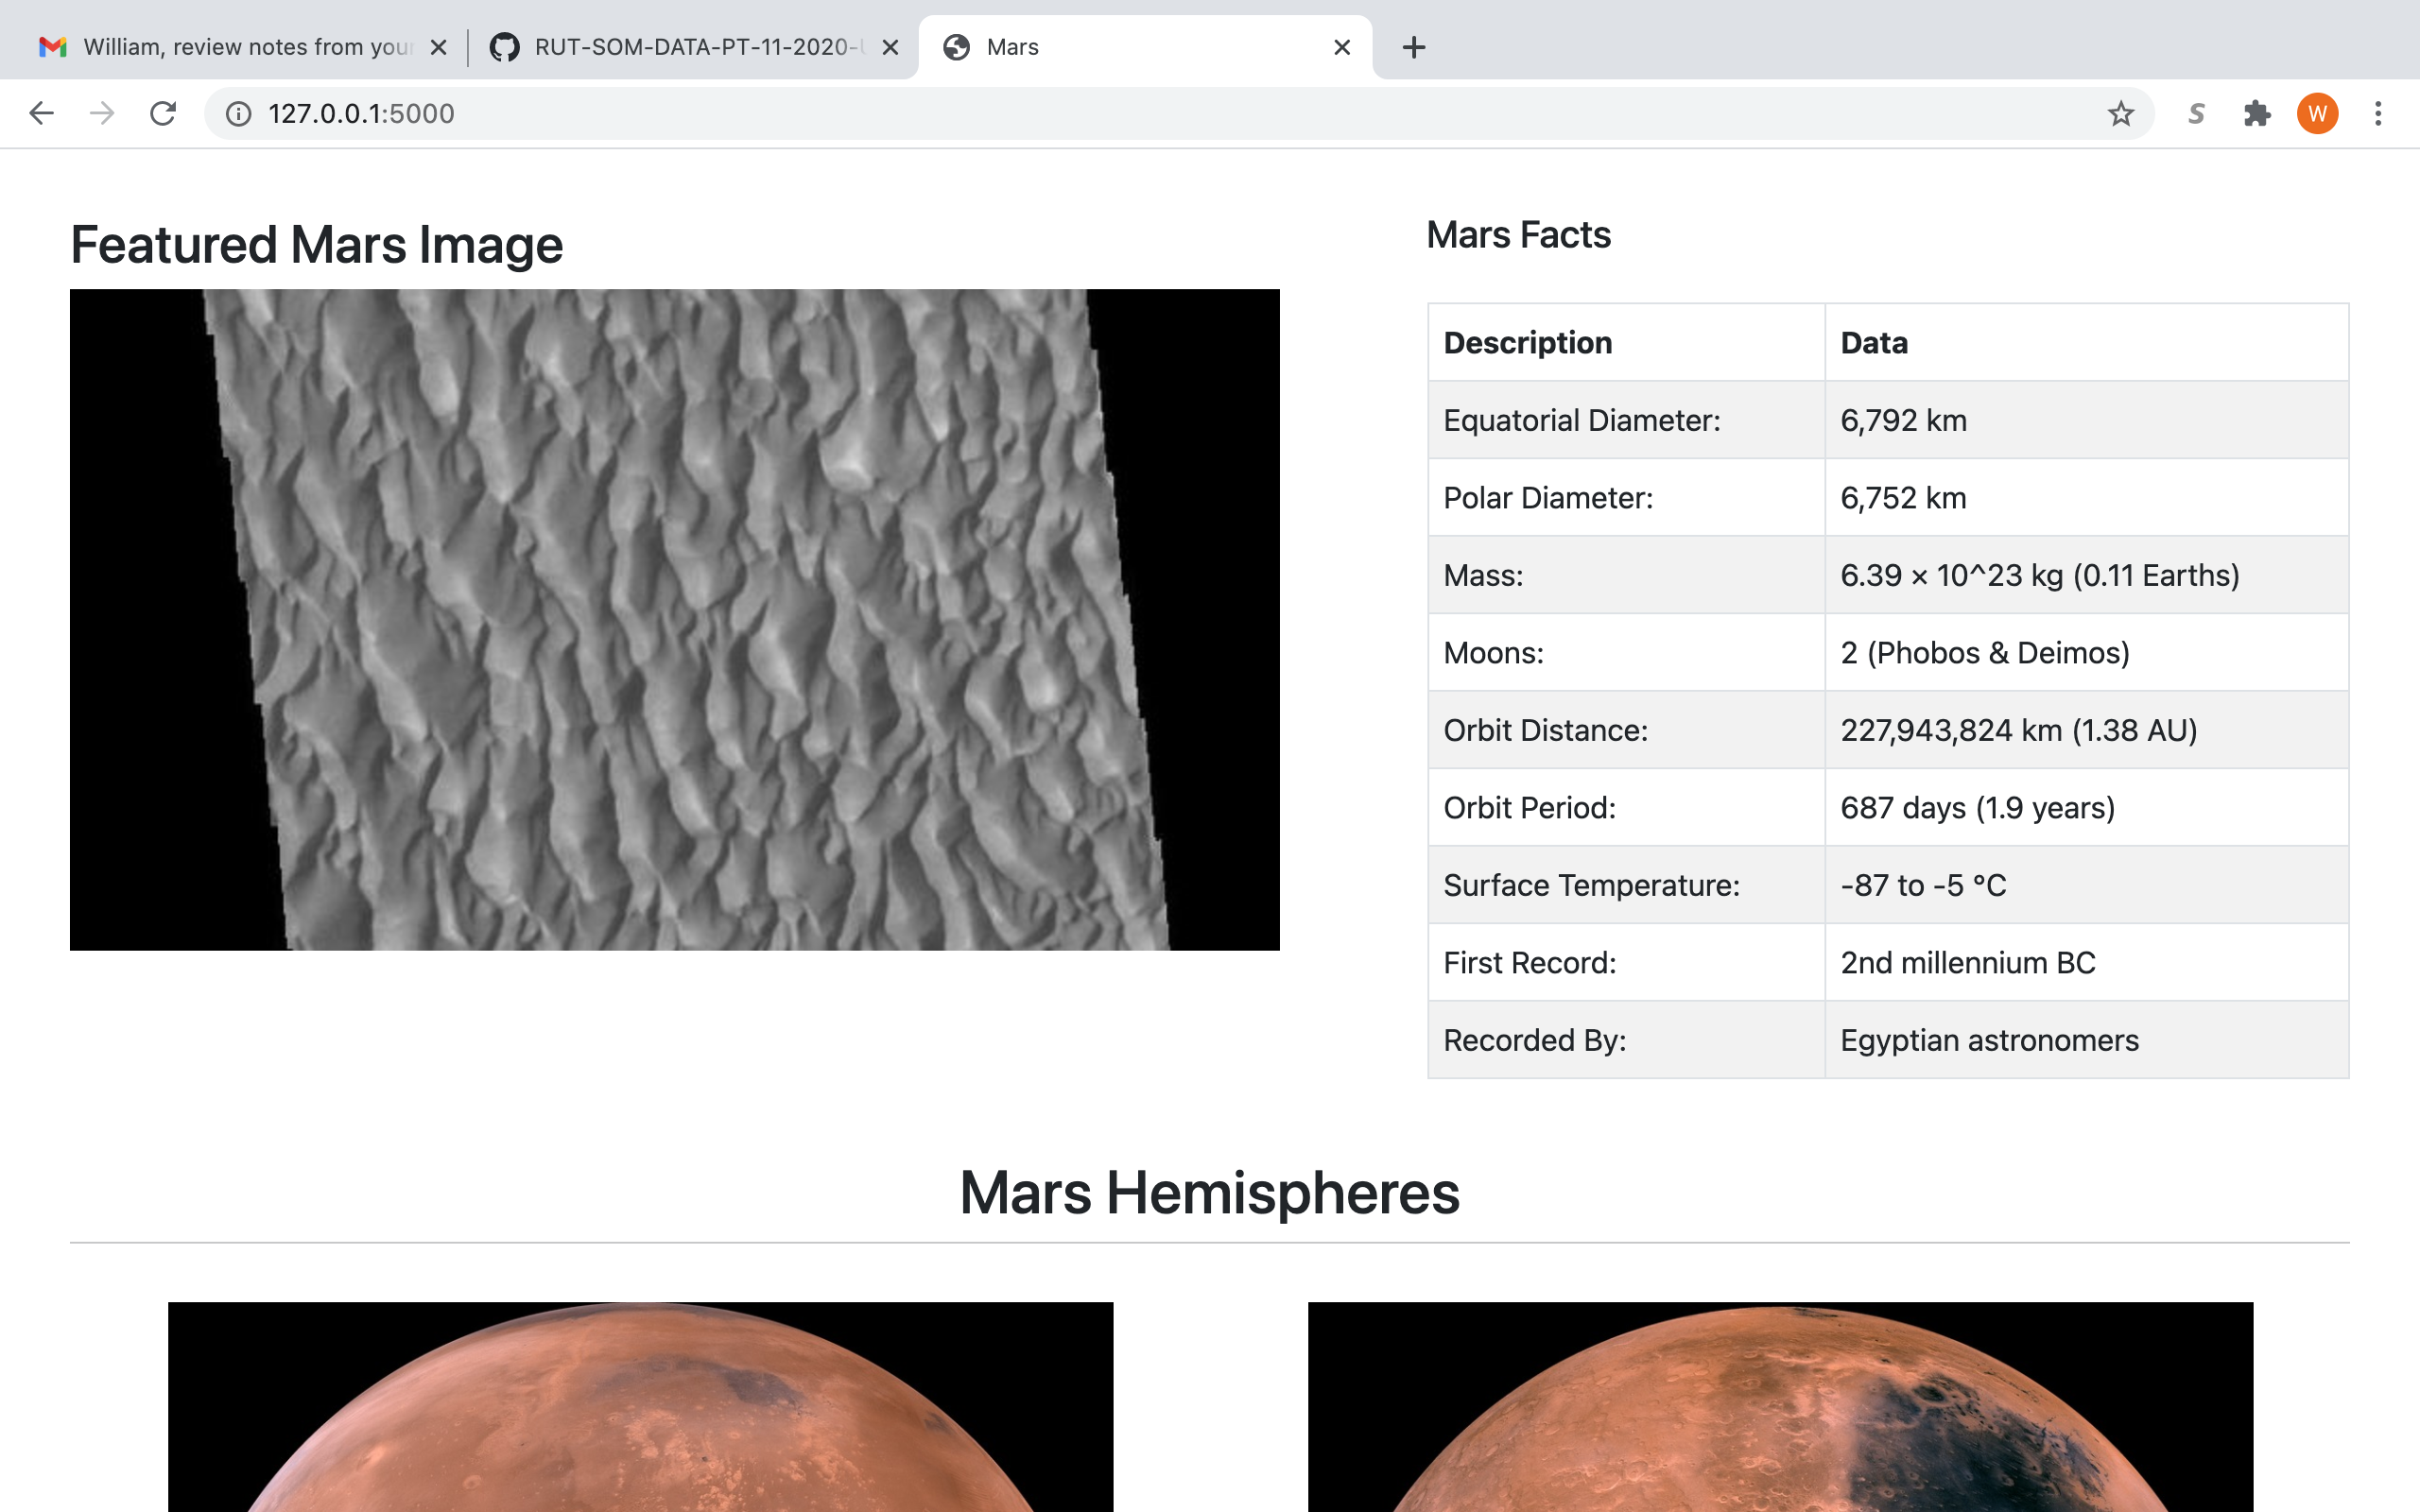 William, review notes from your
RUT-SOM-DATA-PT-11-2020-
Mars
127.0.0.1:5000
S
W
Featured Mars Image
Mars Facts
Description Data
Equatorial Diameter: 6,792 km
Polar Diameter: 6,752 km
Mass: 6.39 × 10^23 kg (0.11 Earths)
Moons: 2 (Phobos & Deimos)
Orbit Distance: 227,943,824 km (1.38 AU)
Orbit Period: 687 days (1.9 years)
Surface Temperature: -87 to -5 °C
First Record: 2nd millennium BC
Recorded By: Egyptian astronomers
Mars Hemispheres